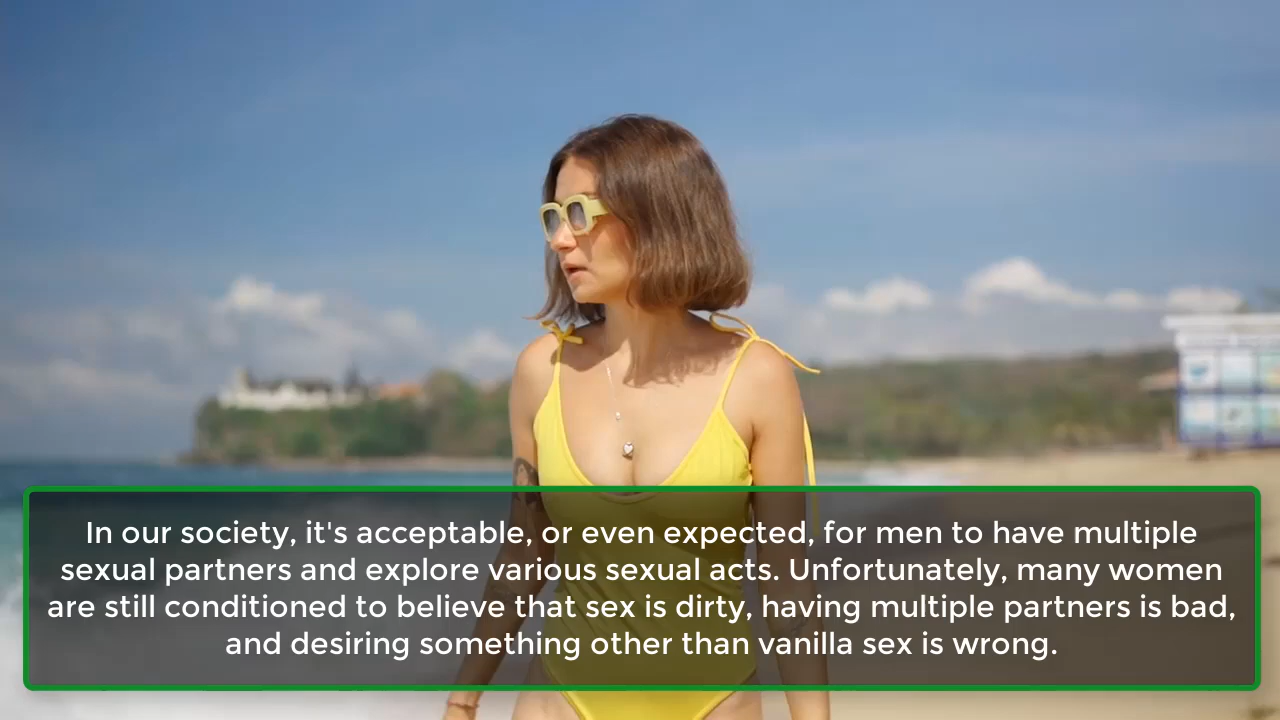 In our society, it's acceptable, or even expected, for men to have multiple
sexual partners and explore various sexual acts. Unfortunately, many women
are still conditioned to believe that sex is dirty, having multiple partners is bad,
and desiring something other than vanilla sex is wrong.